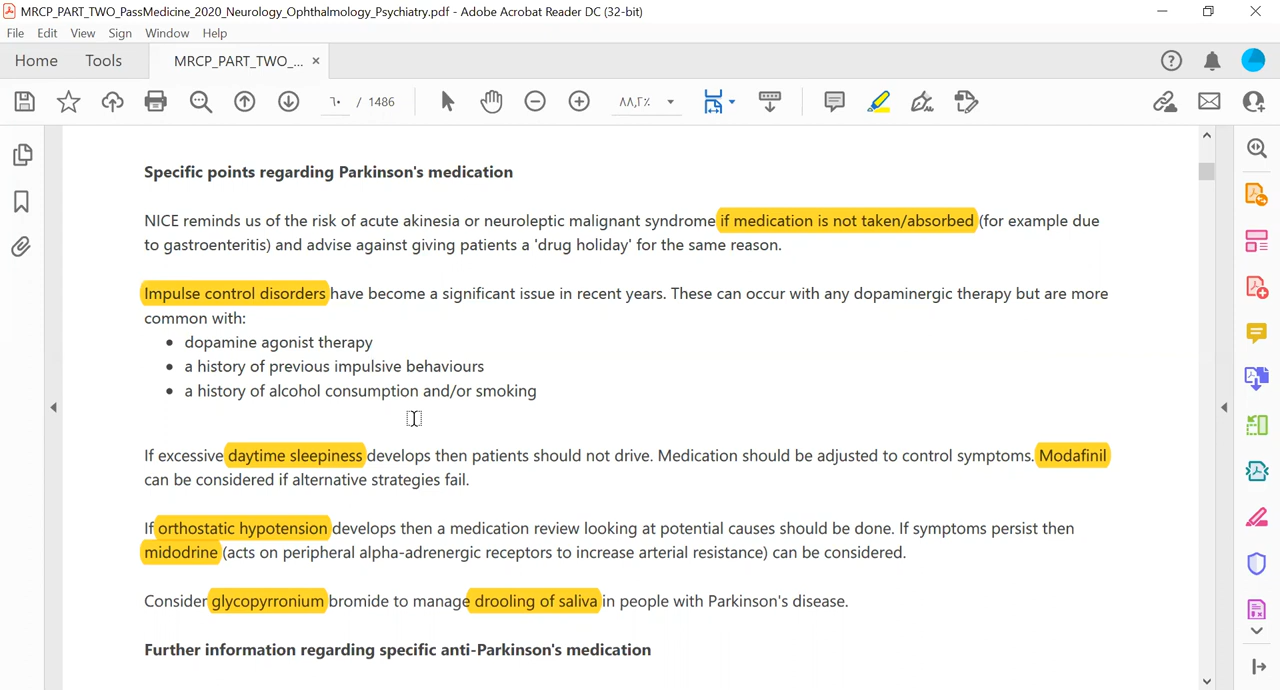 MRCP_PART_TWO_PassMedicine_2020_Neurology_Ophthalmology_Psychiatry.pdf - Adobe Acrobat Reader DC (32-bit)
File Edit View Sign Window Help
Home Tools MRCP_PART_TWO_... ×
٦٠ / 1486 ٨٨,٢٪
Specific points regarding Parkinson's medication
NICE reminds us of the risk of acute akinesia or neuroleptic malignant syndrome if medication is not taken/absorbed (for example due
to gastroenteritis) and advise against giving patients a 'drug holiday' for the same reason.
Impulse control disorders have become a significant issue in recent years. These can occur with any dopaminergic therapy but are more
common with:
• dopamine agonist therapy
• a history of previous impulsive behaviours
• a history of alcohol consumption and/or smoking
If excessive daytime sleepiness develops then patients should not drive. Medication should be adjusted to control symptoms. Modafinil
can be considered if alternative strategies fail.
If orthostatic hypotension develops then a medication review looking at potential causes should be done. If symptoms persist then
midodrine (acts on peripheral alpha-adrenergic receptors to increase arterial resistance) can be considered.
Consider glycopyrronium bromide to manage drooling of saliva in people with Parkinson's disease.
Further information regarding specific anti-Parkinson's medication